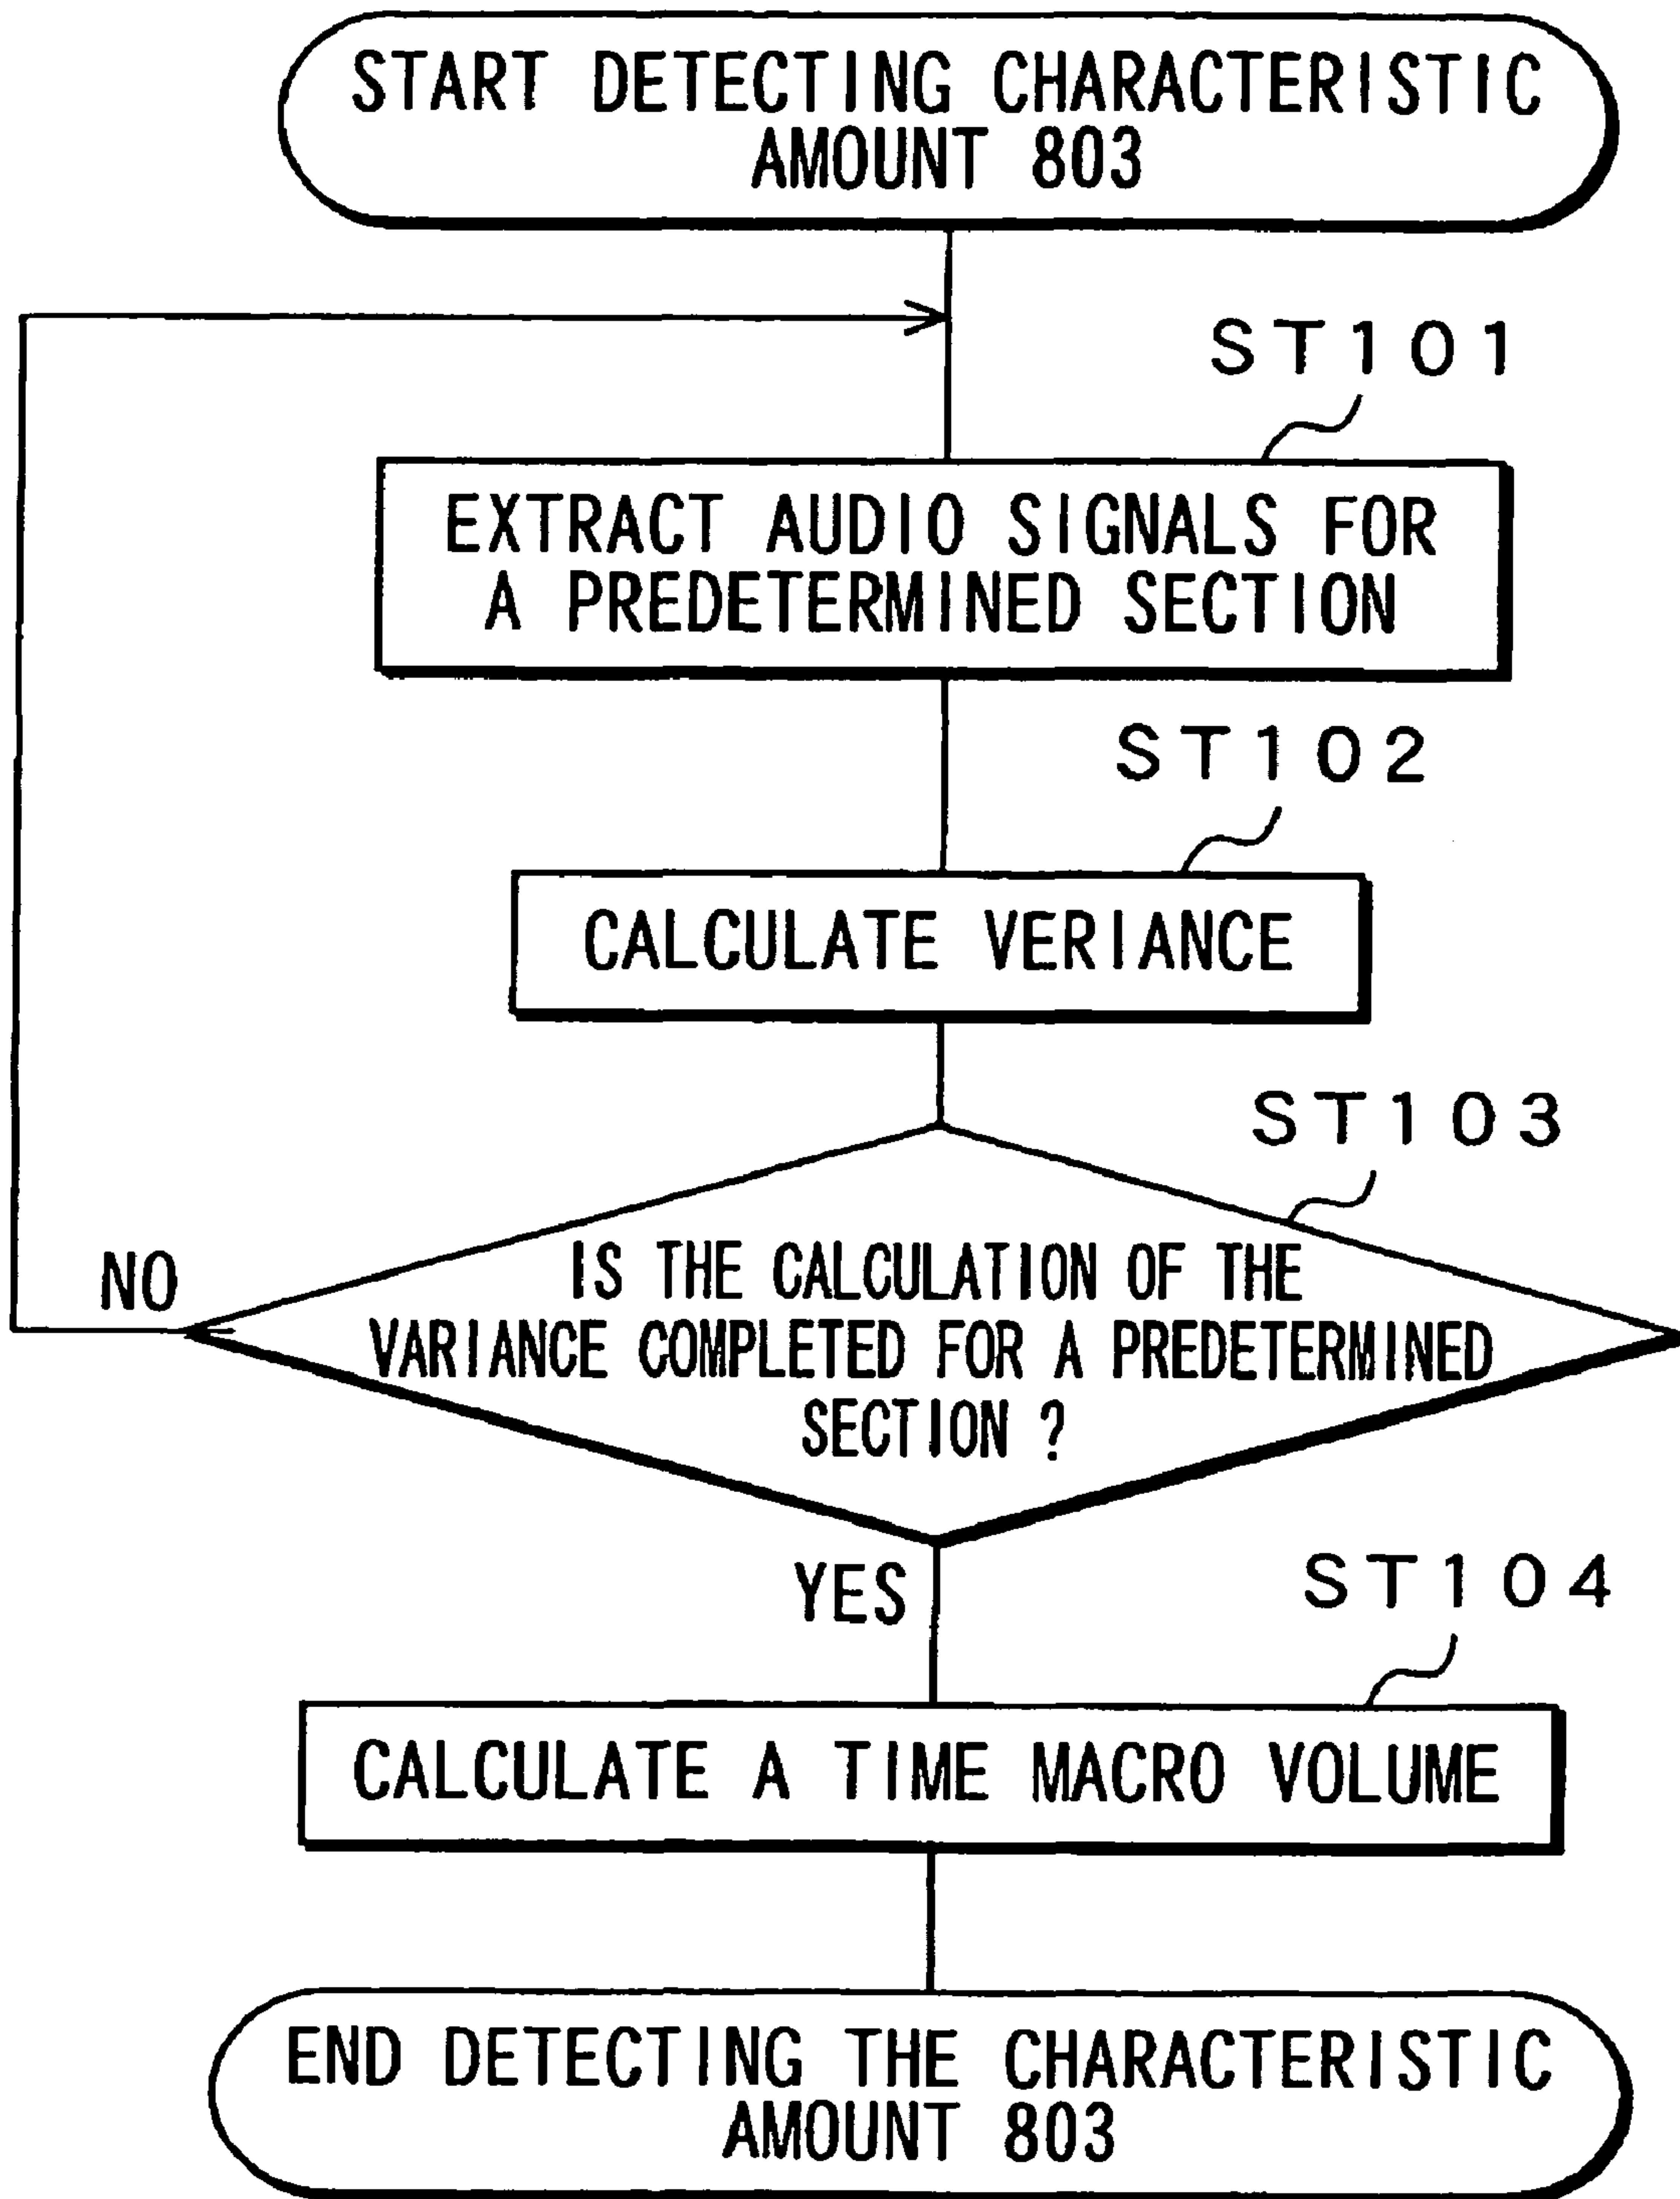 START DETECTING CHARACTERISTIC
AMOUNT 803
ST101
EXTRACT AUDIO SIGNALS FOR
A PREDETERMINED SECTION
ST102
CALCULATE VERIANCE
ST103
IS THE CALCULATION OF THE
VARIANCE COMPLETED FOR A PREDETERMINED
SECTION ?
NO
YES
ST104
CALCULATE A TIME MACRO VOLUME
END DETECTING THE CHARACTERISTIC
AMOUNT 803